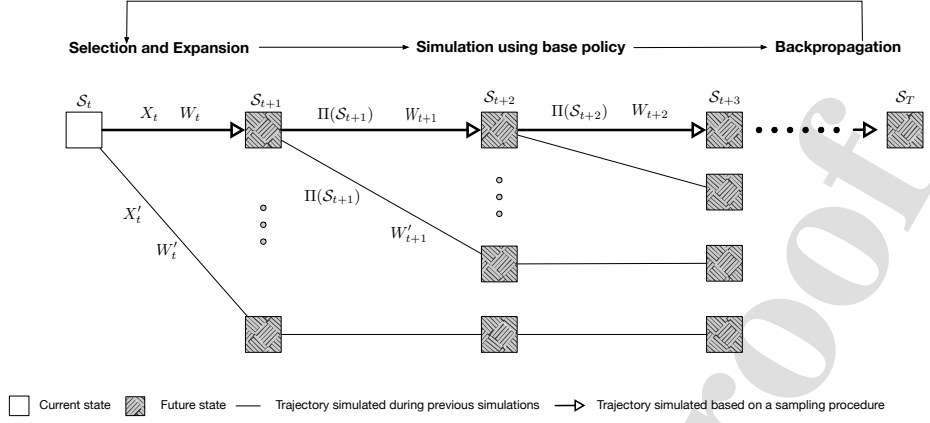 Selection and Expansion Simulation using base policy Backpropagation
𝒮_t 𝒮_{t+1} 𝒮_{t+2} 𝒮_{t+3} 𝒮_T
X_t W_t Π(𝒮_{t+1}) W_{t+1} Π(𝒮_{t+2}) W_{t+2}
Π(𝒮_{t+1})
X′_t
W′_{t+1}
W′_t
Current state Future state Trajectory simulated during previous simulations Trajectory simulated based on a sampling procedure